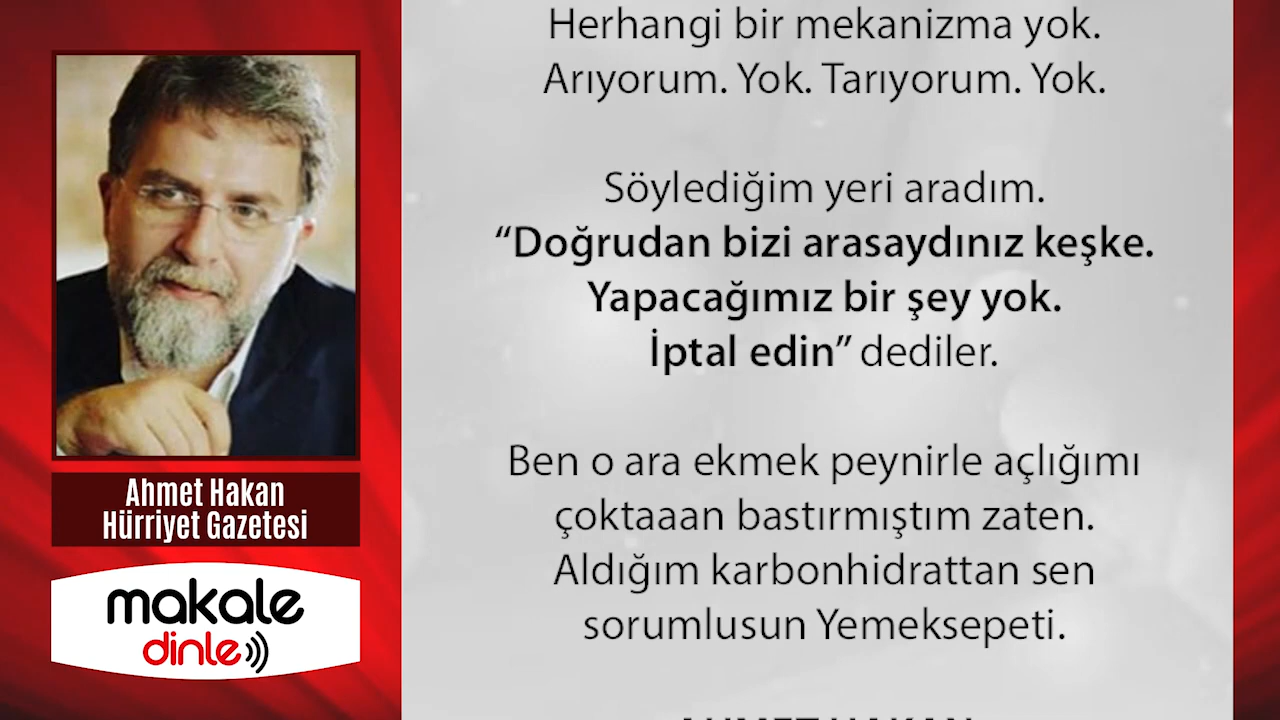 Herhangi bir mekanizma yok.
Arıyorum. Yok. Tarıyorum. Yok.
Söylediğim yeri aradım.
“Doğrudan bizi arasaydınız keşke.
Yapacağımız bir şey yok.
İptal edin” dediler.
Ben o ara ekmek peynirle açlığımı
çoktaaan bastırmıştım zaten.
Aldığım karbonhidrattan sen
sorumlusun Yemeksepeti.
Ahmet Hakan
Hürriyet Gazetesi
makale
dinle